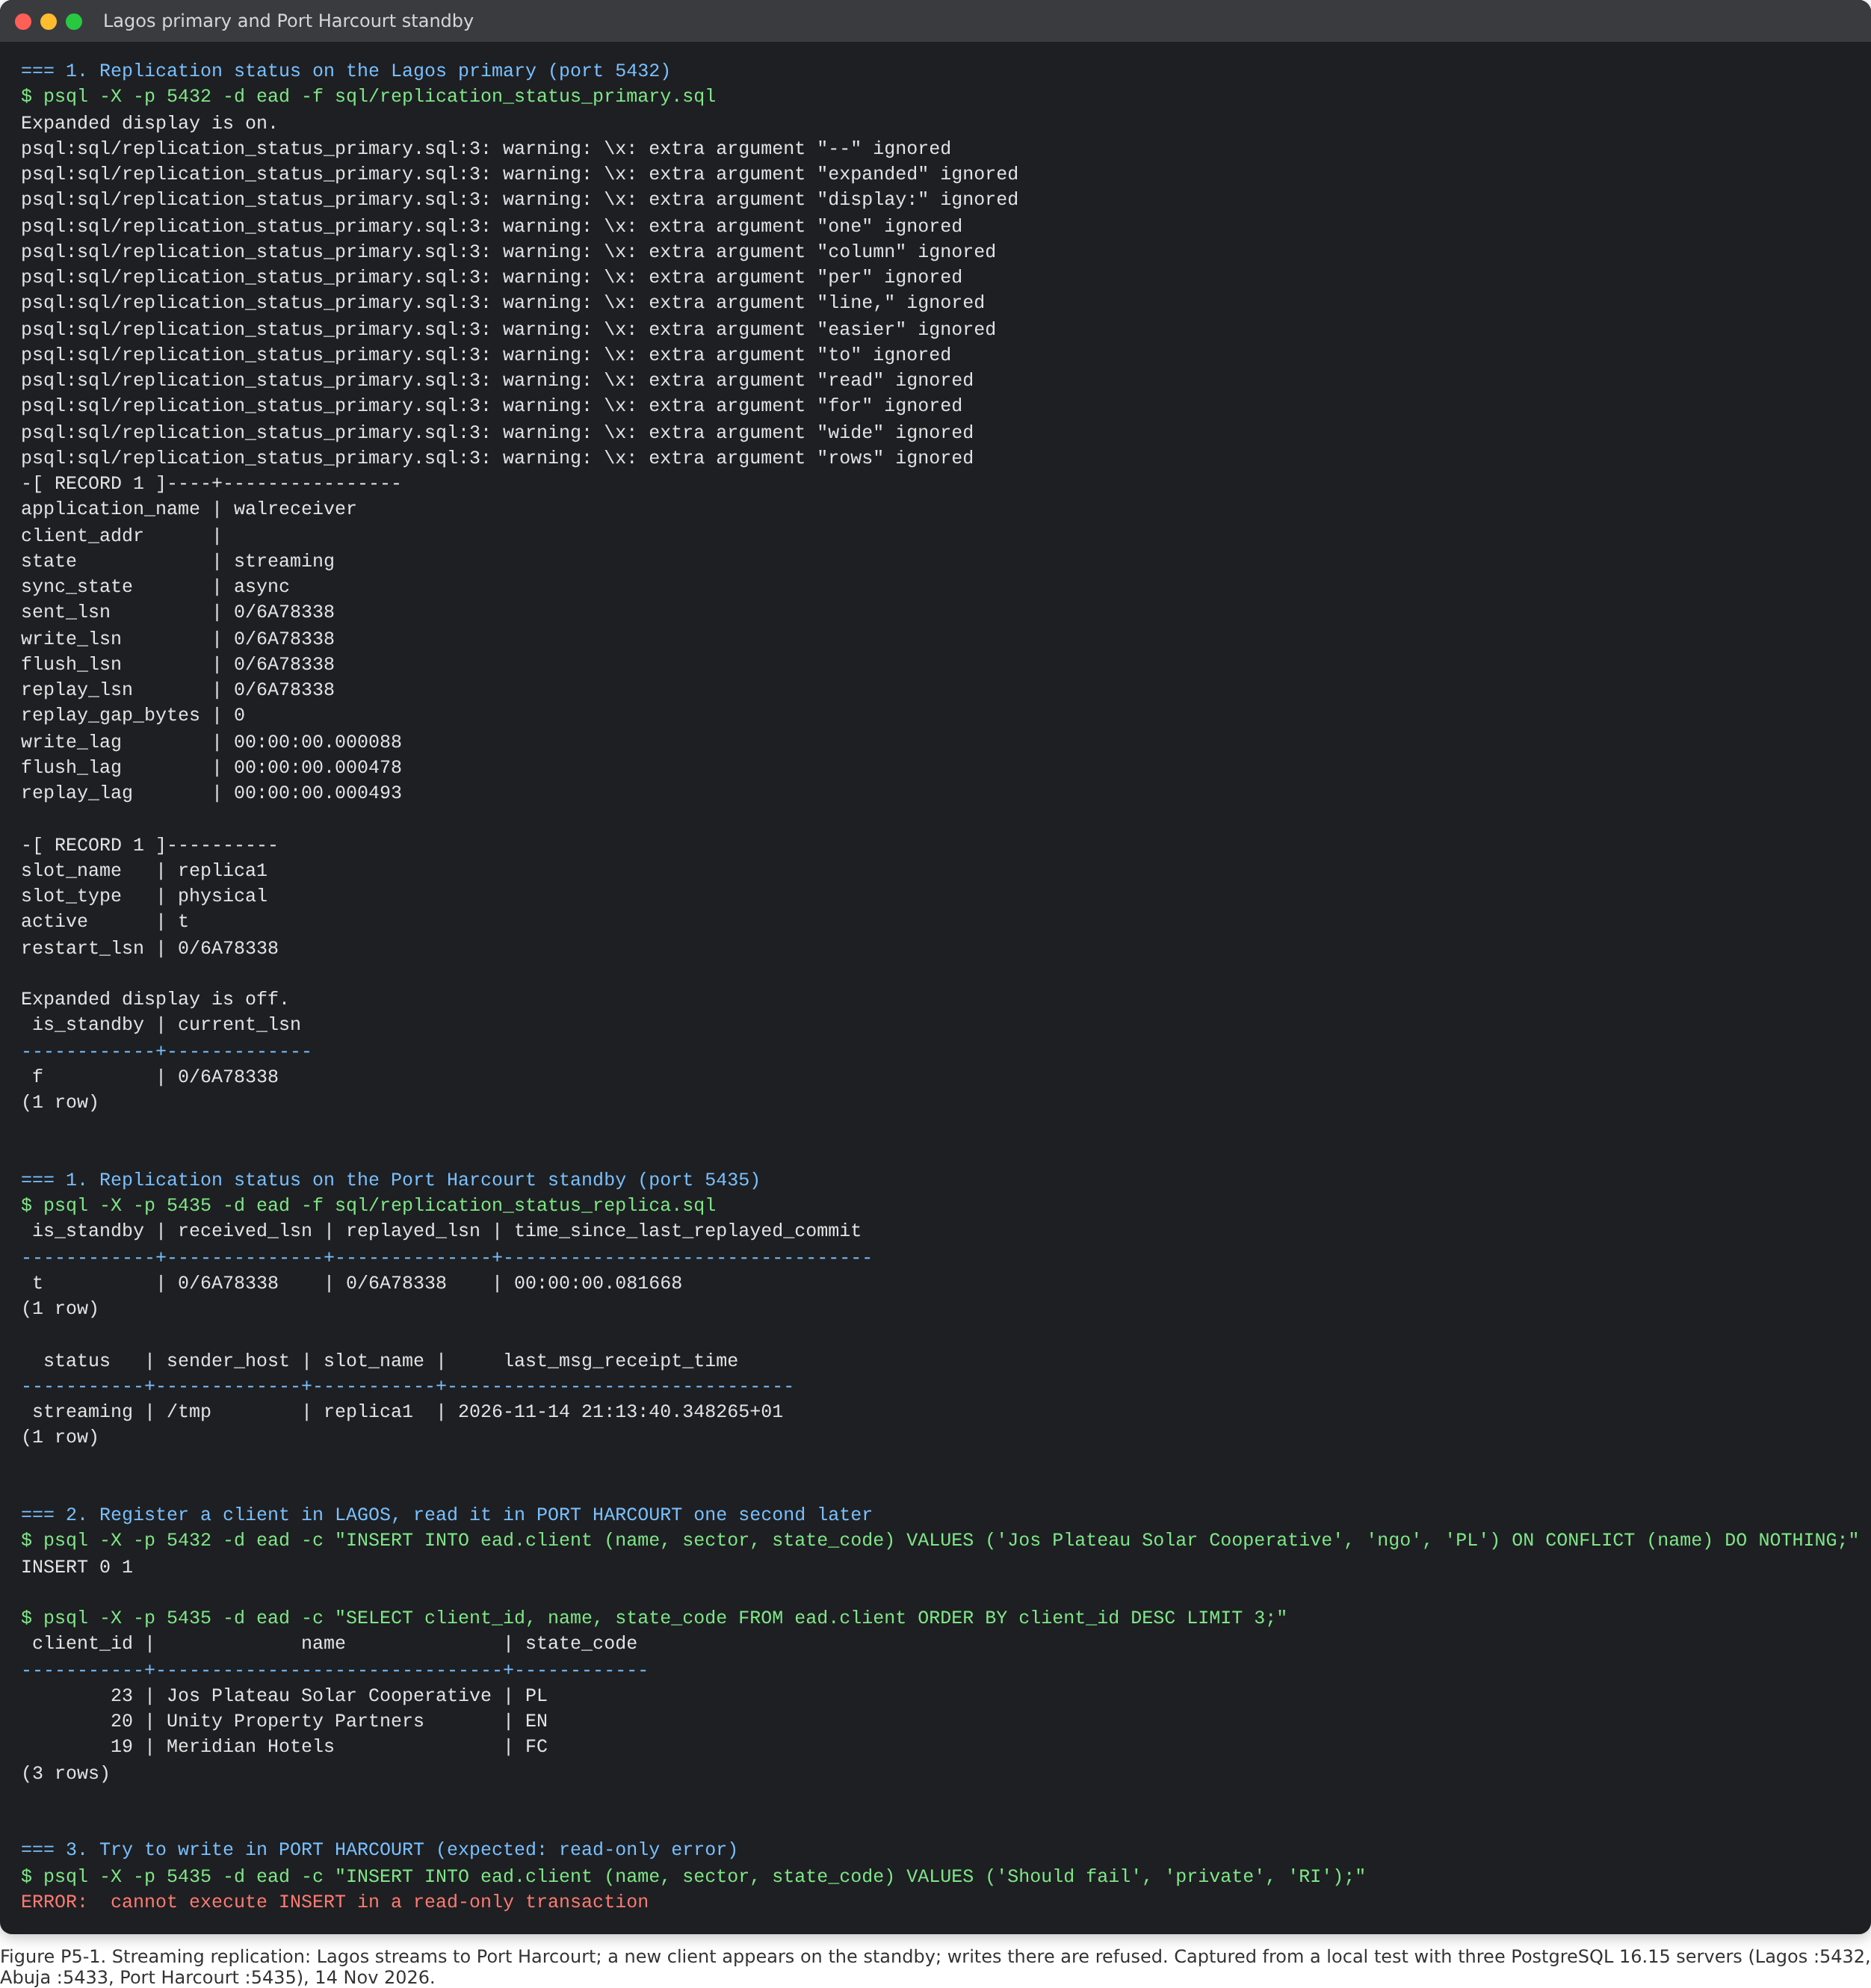 Lagos primary and Port Harcourt standby
=== 1. Replication status on the Lagos primary (port 5432)
$ psql -X -p 5432 -d ead -f sql/replication_status_primary.sql
Expanded display is on.
psql:sql/replication_status_primary.sql:3: warning: \x: extra argument "--" ignored
psql:sql/replication_status_primary.sql:3: warning: \x: extra argument "expanded" ignored
psql:sql/replication_status_primary.sql:3: warning: \x: extra argument "display:" ignored
psql:sql/replication_status_primary.sql:3: warning: \x: extra argument "one" ignored
psql:sql/replication_status_primary.sql:3: warning: \x: extra argument "column" ignored
psql:sql/replication_status_primary.sql:3: warning: \x: extra argument "per" ignored
psql:sql/replication_status_primary.sql:3: warning: \x: extra argument "line," ignored
psql:sql/replication_status_primary.sql:3: warning: \x: extra argument "easier" ignored
psql:sql/replication_status_primary.sql:3: warning: \x: extra argument "to" ignored
psql:sql/replication_status_primary.sql:3: warning: \x: extra argument "read" ignored
psql:sql/replication_status_primary.sql:3: warning: \x: extra argument "for" ignored
psql:sql/replication_status_primary.sql:3: warning: \x: extra argument "wide" ignored
psql:sql/replication_status_primary.sql:3: warning: \x: extra argument "rows" ignored
-[ RECORD 1 ]----+----------------
application_name | walreceiver
client_addr      |
state            | streaming
sync_state       | async
sent_lsn         | 0/6A78338
write_lsn        | 0/6A78338
flush_lsn        | 0/6A78338
replay_lsn       | 0/6A78338
replay_gap_bytes | 0
write_lag        | 00:00:00.000088
flush_lag        | 00:00:00.000478
replay_lag       | 00:00:00.000493
-[ RECORD 1 ]----------
slot_name   | replica1
slot_type   | physical
active      | t
restart_lsn | 0/6A78338
Expanded display is off.
 is_standby | current_lsn
------------+-------------
 f          | 0/6A78338
(1 row)
=== 1. Replication status on the Port Harcourt standby (port 5435)
$ psql -X -p 5435 -d ead -f sql/replication_status_replica.sql
 is_standby | received_lsn | replayed_lsn | time_since_last_replayed_commit
------------+--------------+--------------+---------------------------------
 t          | 0/6A78338    | 0/6A78338    | 00:00:00.081668
(1 row)
  status   | sender_host | slot_name |     last_msg_receipt_time
-----------+-------------+-----------+-------------------------------
 streaming | /tmp        | replica1  | 2026-11-14 21:13:40.348265+01
(1 row)
=== 2. Register a client in LAGOS, read it in PORT HARCOURT one second later
$ psql -X -p 5432 -d ead -c "INSERT INTO ead.client (name, sector, state_code) VALUES ('Jos Plateau Solar Cooperative', 'ngo', 'PL') ON CONFLICT (name) DO NOTHING;"
INSERT 0 1
$ psql -X -p 5435 -d ead -c "SELECT client_id, name, state_code FROM ead.client ORDER BY client_id DESC LIMIT 3;"
 client_id |             name              | state_code
-----------+-------------------------------+------------
        23 | Jos Plateau Solar Cooperative | PL
        20 | Unity Property Partners       | EN
        19 | Meridian Hotels               | FC
(3 rows)
=== 3. Try to write in PORT HARCOURT (expected: read-only error)
$ psql -X -p 5435 -d ead -c "INSERT INTO ead.client (name, sector, state_code) VALUES ('Should fail', 'private', 'RI');"
ERROR:  cannot execute INSERT in a read-only transaction
Figure P5-1. Streaming replication: Lagos streams to Port Harcourt; a new client appears on the standby; writes there are refused. Captured from a local test with three PostgreSQL 16.15 servers (Lagos :5432,
Abuja :5433, Port Harcourt :5435), 14 Nov 2026.